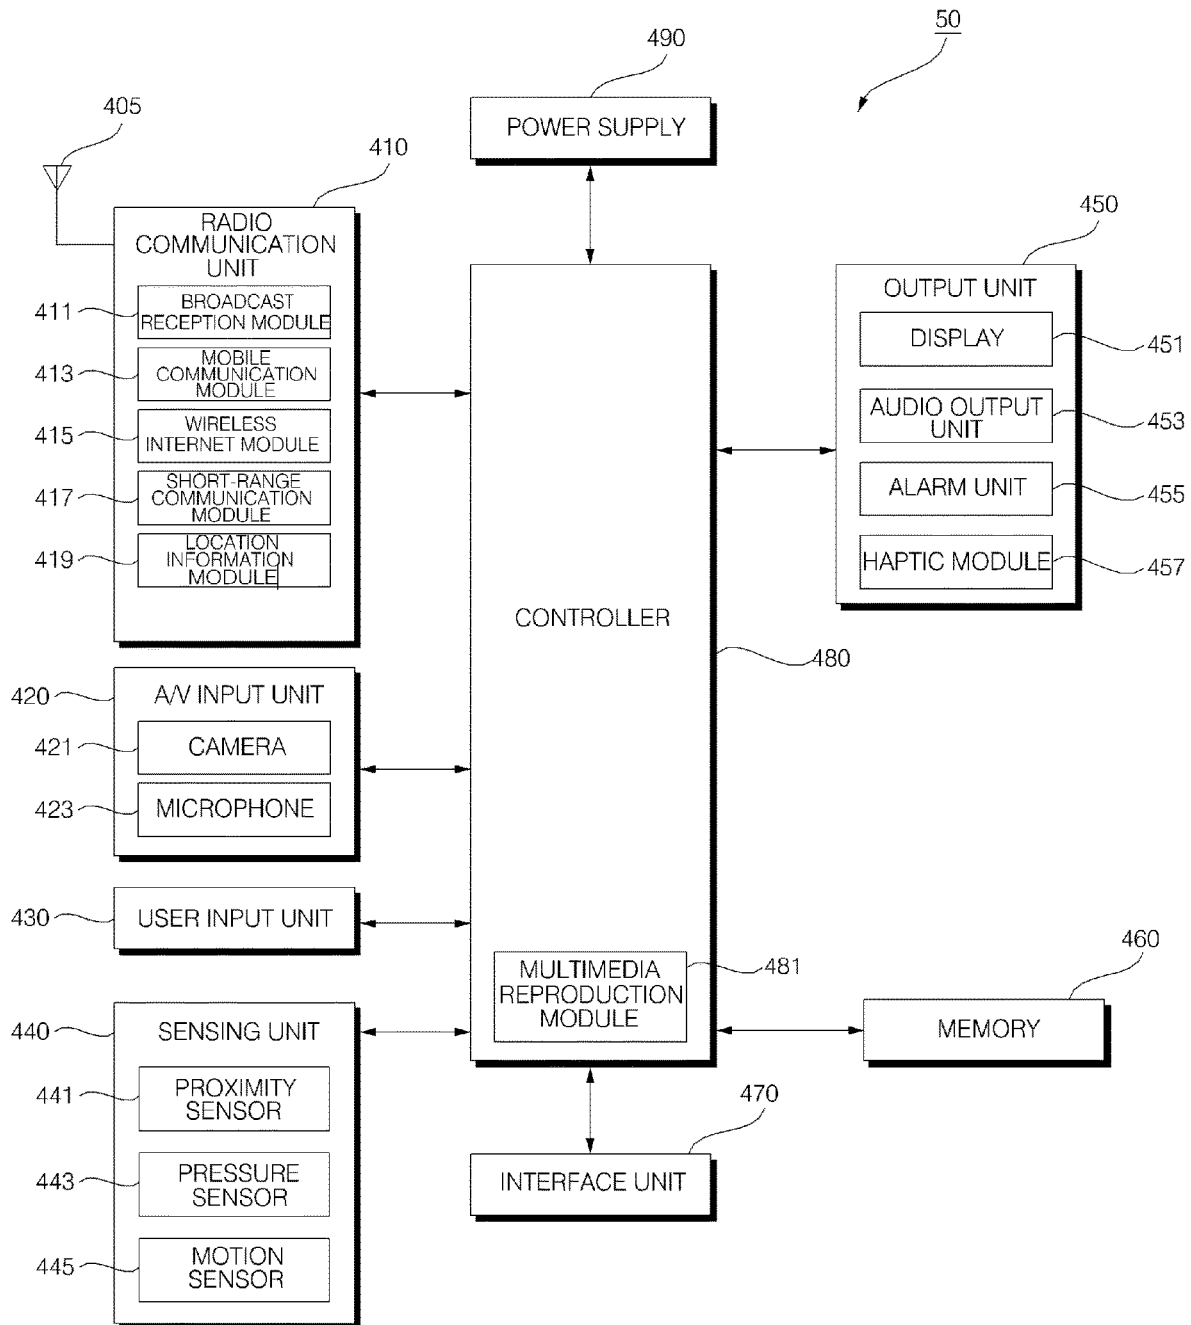 50
490
POWER SUPPLY
405
410
RADIO
COMMUNICATION
UNIT
411
BROADCAST
RECEPTION MODULE
413
MOBILE
COMMUNICATION
MODULE
415
WIRELESS
INTERNET MODULE
417
SHORT-RANGE
COMMUNICATION
MODULE
419
LOCATION
INFORMATION
MODULE
420
A/V INPUT UNIT
421
CAMERA
423
MICROPHONE
430
USER INPUT UNIT
440
SENSING UNIT
441
PROXIMITY
SENSOR
443
PRESSURE
SENSOR
445
MOTION
SENSOR
CONTROLLER
480
MULTIMEDIA
REPRODUCTION
MODULE
481
450
OUTPUT UNIT
DISPLAY
451
AUDIO OUTPUT
UNIT
453
ALARM UNIT
455
HAPTIC MODULE
457
460
MEMORY
470
INTERFACE UNIT